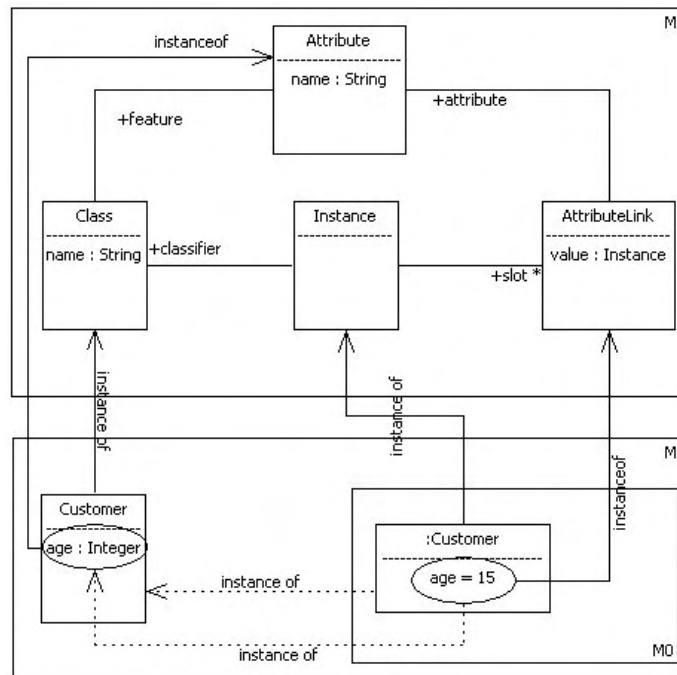 M
Attribute
instanceof
name : String
+attribute
+feature
Class
Instance
AttributeLink
name : String
+classifier
value : Instance
+slot *
instance of
instance of
instanceof
M
Customer
age : Integer
:Customer
age = 15
instance of
instance of
M0